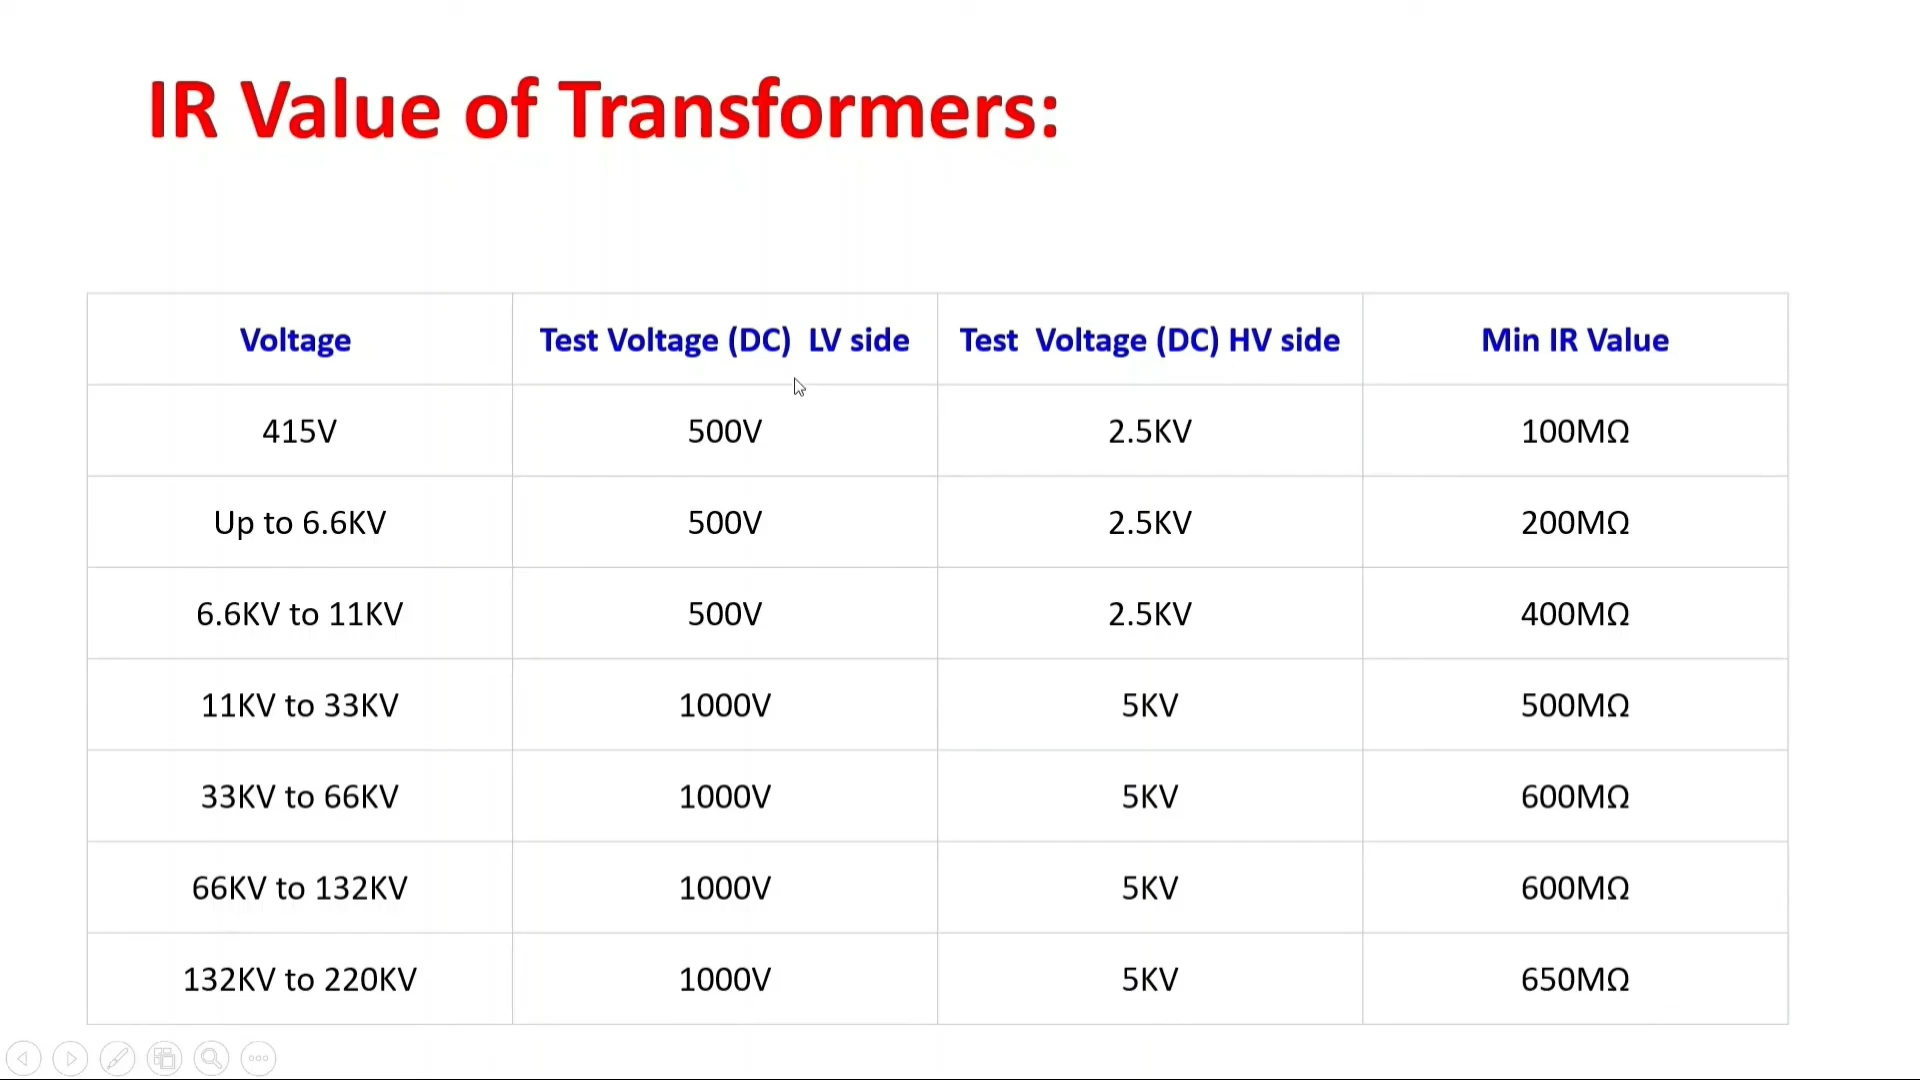 IR Value of Transformers:
Voltage Test Voltage (DC) LV side Test Voltage (DC) HV side Min IR Value
415V 500V 2.5KV 100MΩ
Up to 6.6KV 500V 2.5KV 200MΩ
6.6KV to 11KV 500V 2.5KV 400MΩ
11KV to 33KV 1000V 5KV 500MΩ
33KV to 66KV 1000V 5KV 600MΩ
66KV to 132KV 1000V 5KV 600MΩ
132KV to 220KV 1000V 5KV 650MΩ